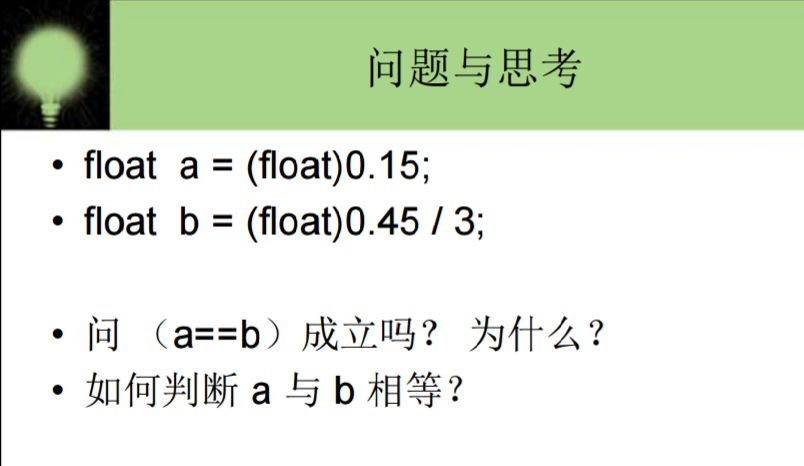 问题与思考
• float a = (float)0.15;
• float b = (float)0.45 / 3;
• 问 （a==b）成立吗？ 为什么？
• 如何判断 a 与 b 相等？